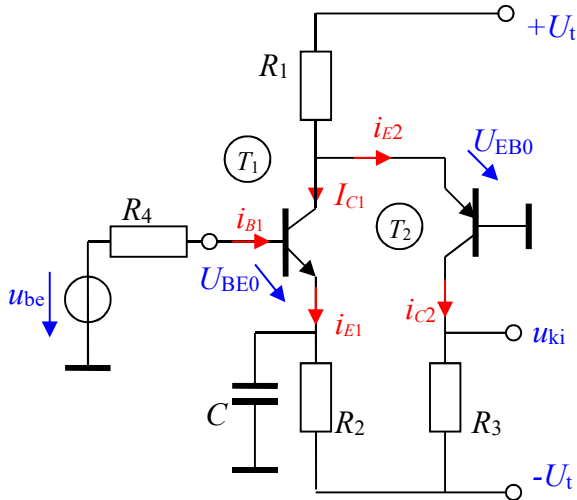 +Ut
R1
iE2
UEB0
T1
IC1
R4
iB1
T2
UBE0
ube
iE1
iC2
uki
C
R2
R3
-Ut